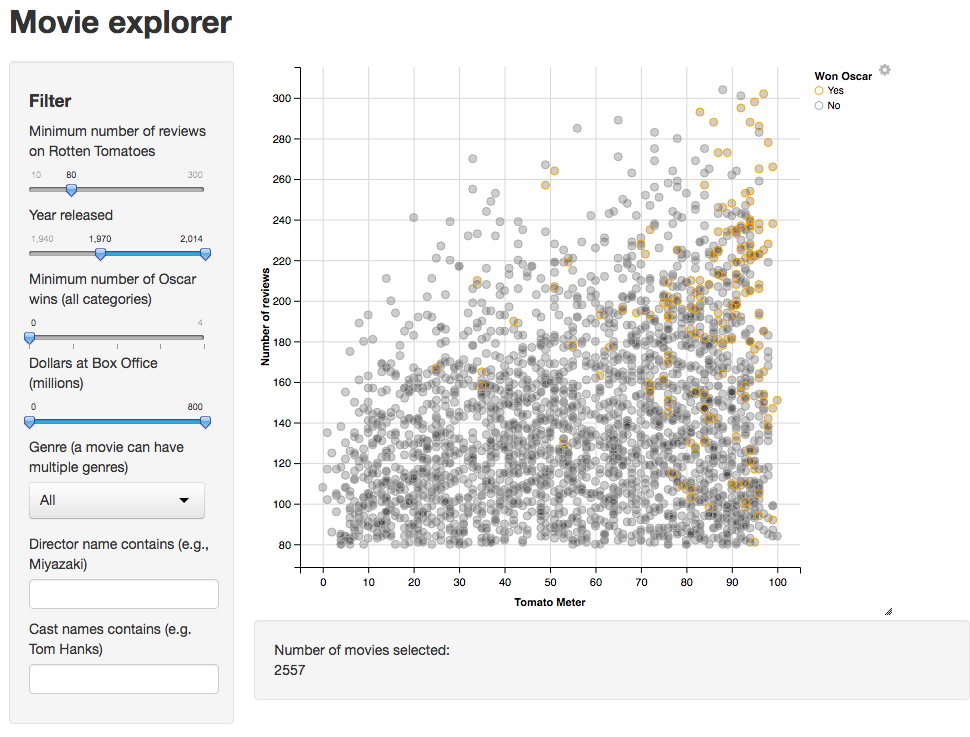 Movie explorer
Filter
Minimum number of reviews
on Rotten Tomatoes
10 80 300
Year released
1,940 1,970 2,014
Minimum number of Oscar
wins (all categories)
0 4
Dollars at Box Office
(millions)
0 800
Genre (a movie can have
multiple genres)
All
Director name contains (e.g.,
Miyazaki)
Cast names contains (e.g.
Tom Hanks)
Number of reviews
300
280
260
240
220
200
180
160
140
120
100
80
0 10 20 30 40 50 60 70 80 90 100
Tomato Meter
Won Oscar
Yes
No
Number of movies selected:
2557